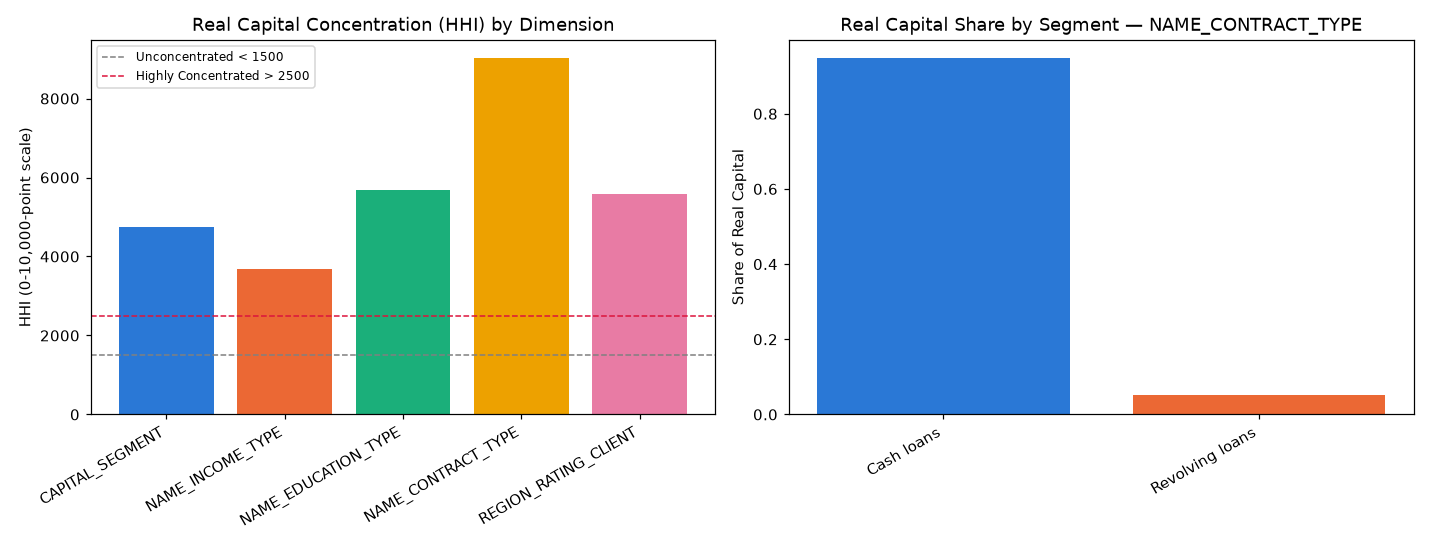 Real Capital Concentration (HHI) by Dimension
Unconcentrated < 1500
Highly Concentrated > 2500
HHI (0-10,000-point scale)
8000
6000
4000
2000
0
CAPITAL_SEGMENT
NAME_INCOME_TYPE
NAME_EDUCATION_TYPE
NAME_CONTRACT_TYPE
REGION_RATING_CLIENT
Real Capital Share by Segment — NAME_CONTRACT_TYPE
Share of Real Capital
0.8
0.6
0.4
0.2
0.0
Cash loans
Revolving loans